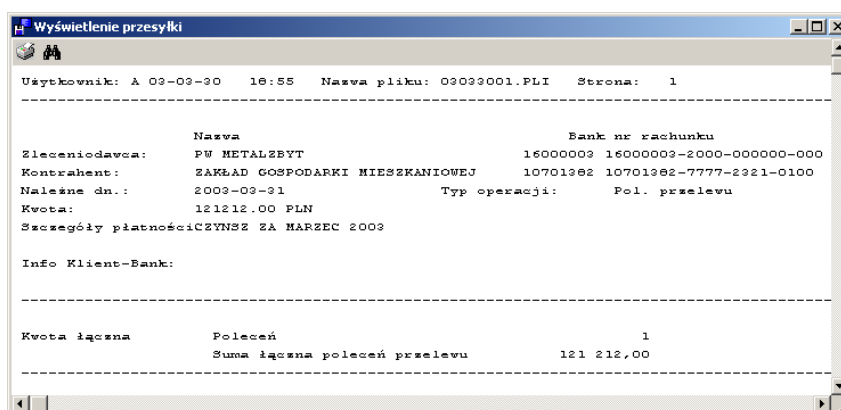 Wyświetlenie przesyłki
Użytkownik: A 03-03-30 18:55 Nazwa pliku: 03033001.PLI Strona: 1
Nazwa Bank nr rachunku
Zleceniodawca: PW METALZBYT 16000003 16000003-2000-000000-000
Kontrahent: ZAKŁAD GOSPODARKI MIESZKANIOWEJ 10701382 10701382-7777-2321-0100
Należne dn.: 2003-03-31 Typ operacji: Pol. przelewu
Kwota: 121212.00 PLN
Szczegóły płatnościCZYNSZ ZA MARZEC 2003
Info Klient-Bank:
Kwota łączna Poleceń 1
Suma łączna poleceń przelewu 121 212,00